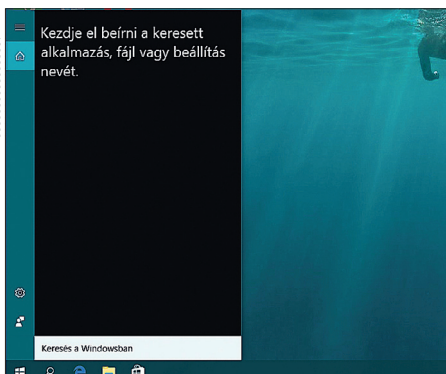 Kezdje el beírni a keresett
alkalmazás, fájl vagy beállítás
nevét.
Keresés a Windowsban